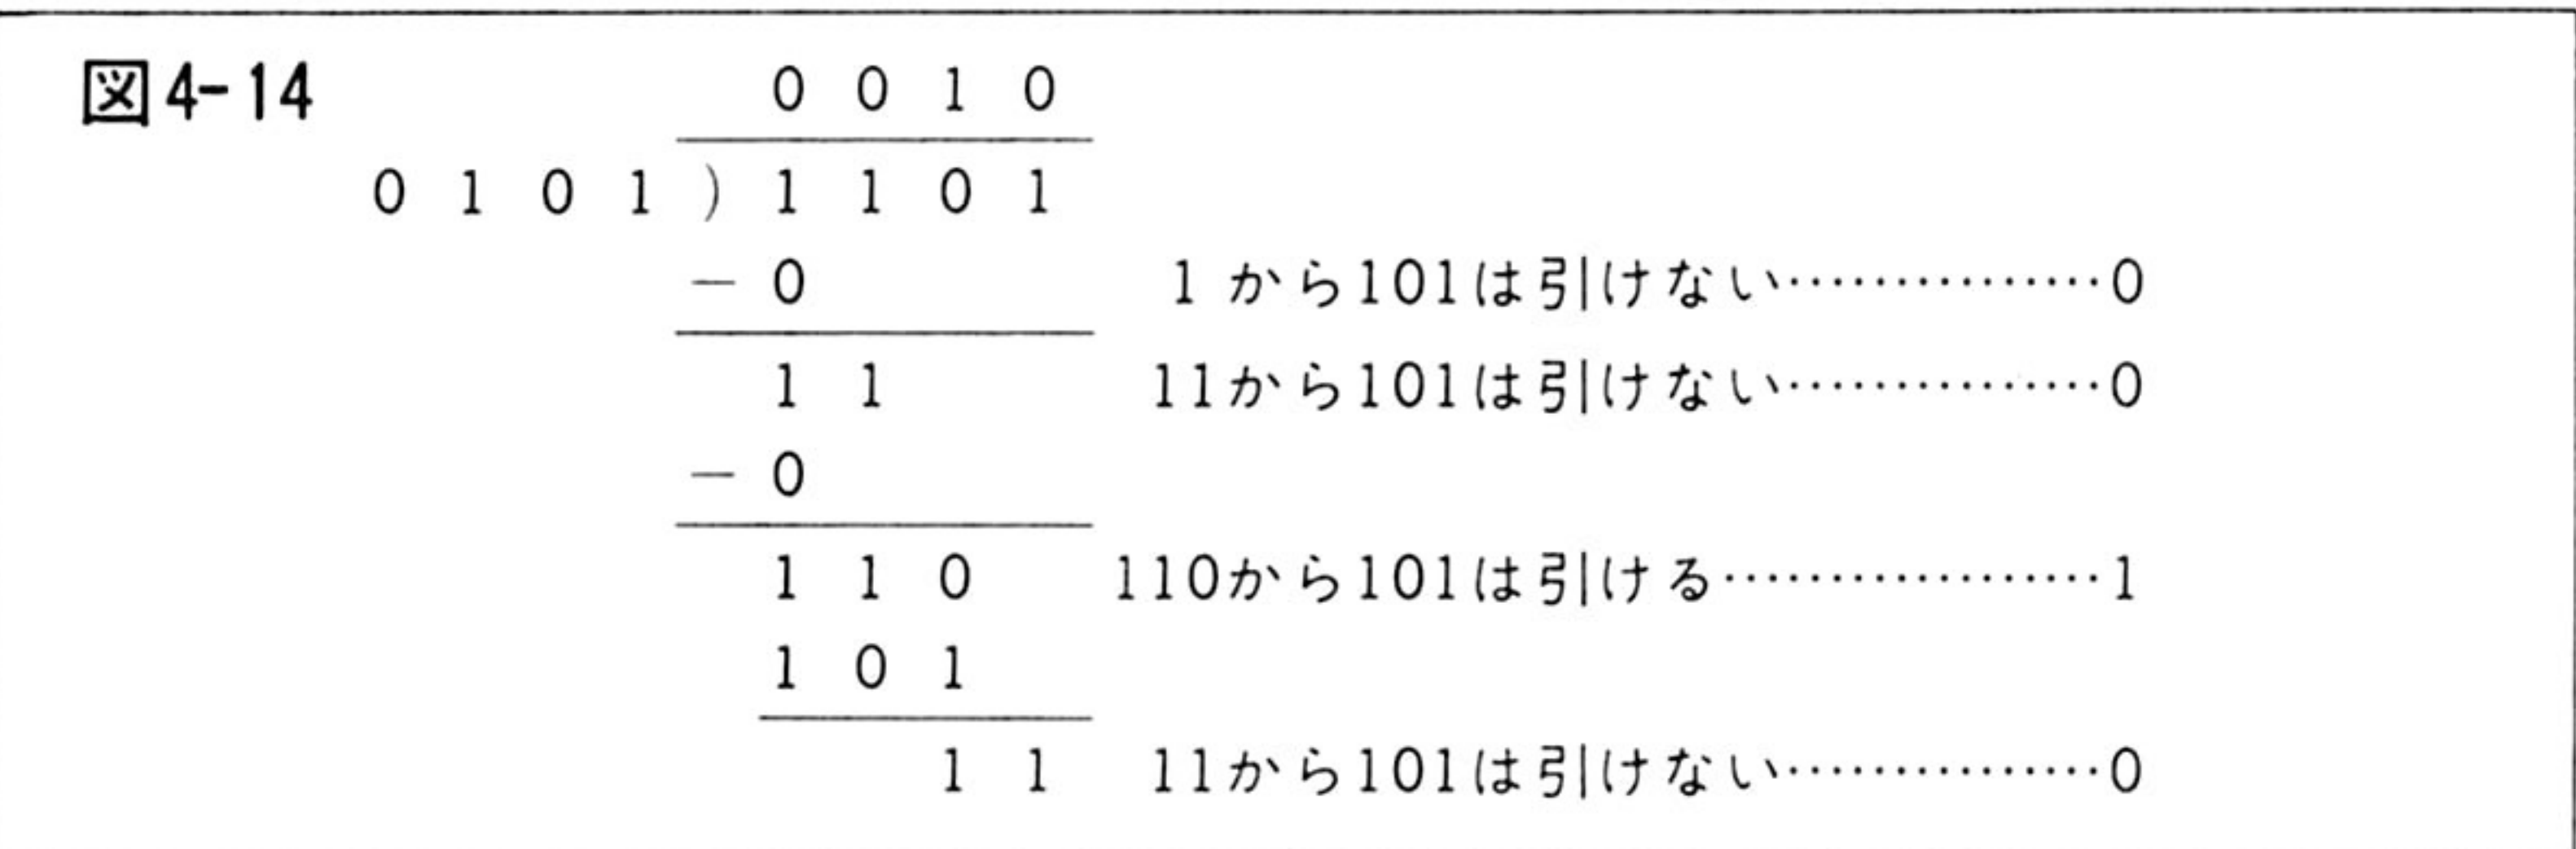 図4-14
0 0 1 0
0 1 0 1 ) 1 1 0 1
－ 0 1から101は引けない……………0
1 1 11から101は引けない……………0
－ 0
1 1 0 110から101は引ける………………1
1 0 1
1 1 11から101は引けない……………0